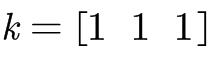 k = [1 1 1]